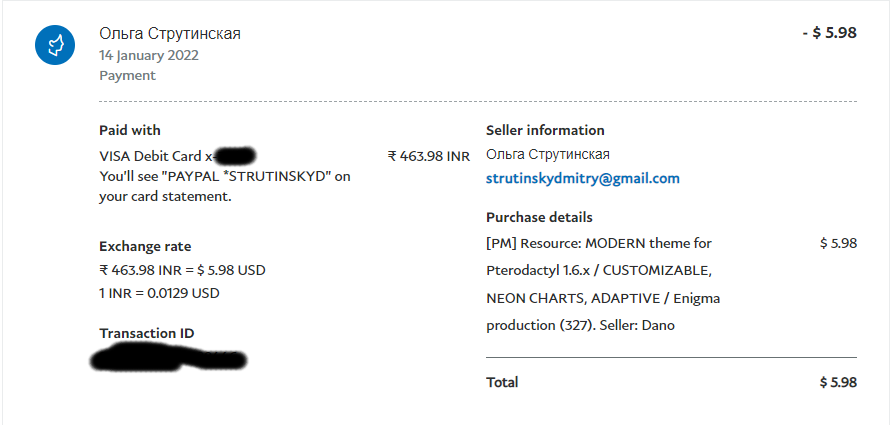 Ольга Струтинская
- $ 5.98
14 January 2022
Payment
Paid with
VISA Debit Card x-
₹ 463.98 INR
You'll see "PAYPAL *STRUTINSKYD" on
your card statement.
Exchange rate
₹ 463.98 INR = $ 5.98 USD
1 INR = 0.0129 USD
Transaction ID
Seller information
Ольга Струтинская
strutinskydmitry@gmail.com
Purchase details
[PM] Resource: MODERN theme for
$ 5.98
Pterodactyl 1.6.x / CUSTOMIZABLE,
NEON CHARTS, ADAPTIVE / Enigma
production (327). Seller: Dano
Total
$ 5.98